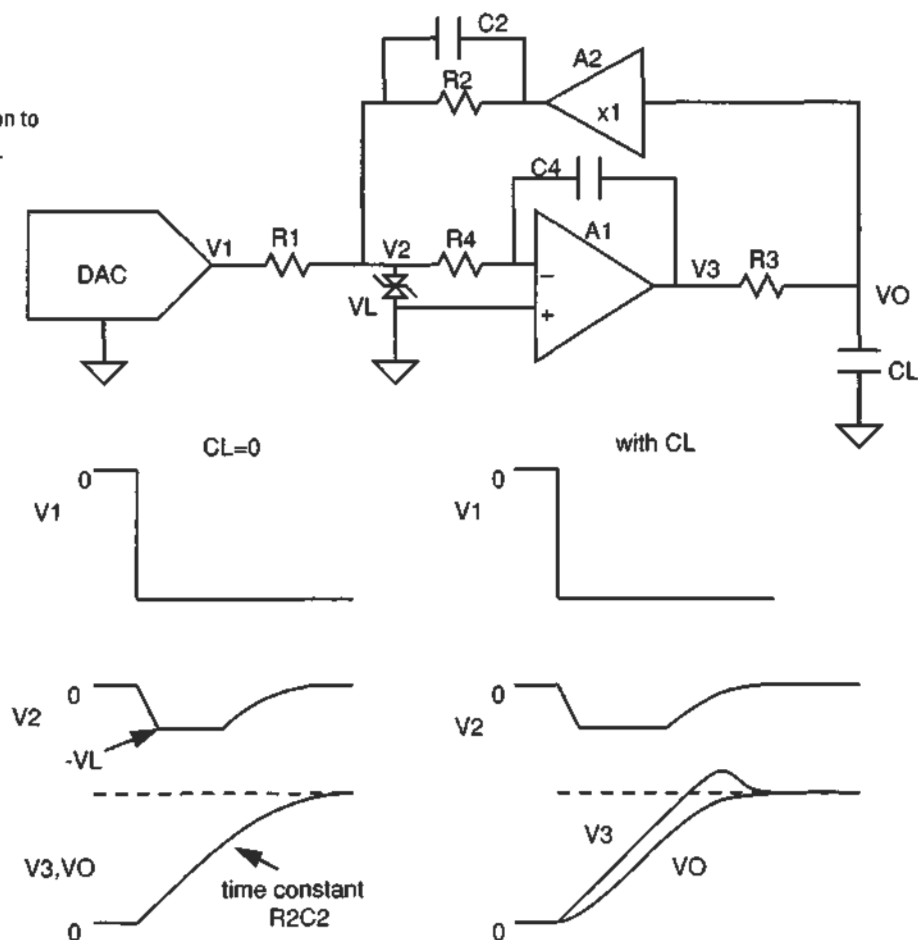 C2
A2
R2
x1
on to
C4
A1
DAC
V1
R1
V2
R4
V3
R3
VO
VL
−
+
CL
CL=0
with CL
0
V1
0
V1
0
V2
-VL
0
V2
V3,VO
time constant
R2C2
0
V3
VO
0